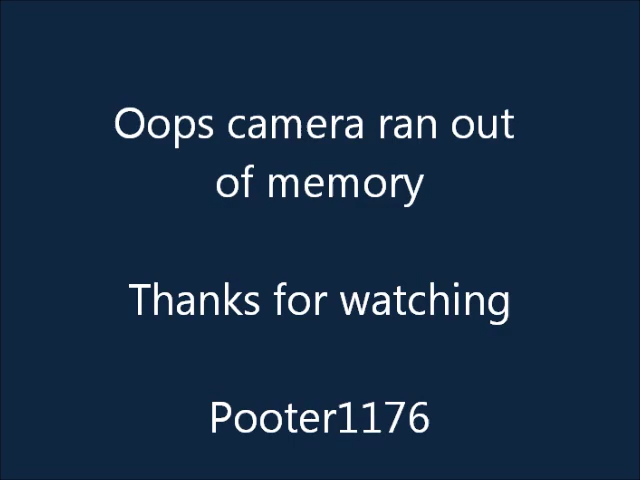 Oops camera ran out
of memory
Thanks for watching
Pooter1176